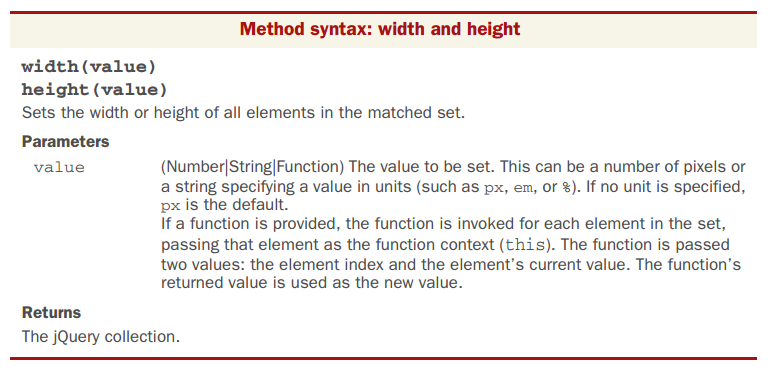 Method syntax: width and height
width(value)
height(value)
Sets the width or height of all elements in the matched set.
Parameters
value (Number|String|Function) The value to be set. This can be a number of pixels or
a string specifying a value in units (such as px, em, or %). If no unit is specified,
px is the default.
If a function is provided, the function is invoked for each element in the set,
passing that element as the function context (this). The function is passed
two values: the element index and the element’s current value. The function’s
returned value is used as the new value.
Returns
The jQuery collection.